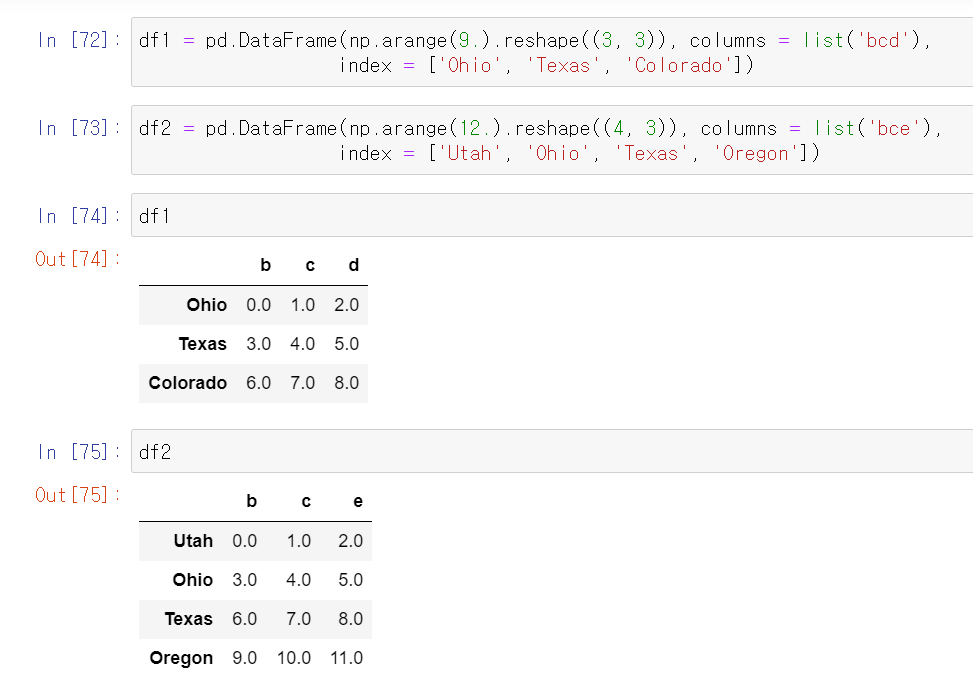 In [72]: df1 = pd.DataFrame(np.arange(9.).reshape((3, 3)), columns = list('bcd'),
index = ['Ohio', 'Texas', 'Colorado'])
In [73]: df2 = pd.DataFrame(np.arange(12.).reshape((4, 3)), columns = list('bce'),
index = ['Utah', 'Ohio', 'Texas', 'Oregon'])
In [74]: df1
Out[74]:
b c d
Ohio 0.0 1.0 2.0
Texas 3.0 4.0 5.0
Colorado 6.0 7.0 8.0
In [75]: df2
Out[75]:
b c e
Utah 0.0 1.0 2.0
Ohio 3.0 4.0 5.0
Texas 6.0 7.0 8.0
Oregon 9.0 10.0 11.0